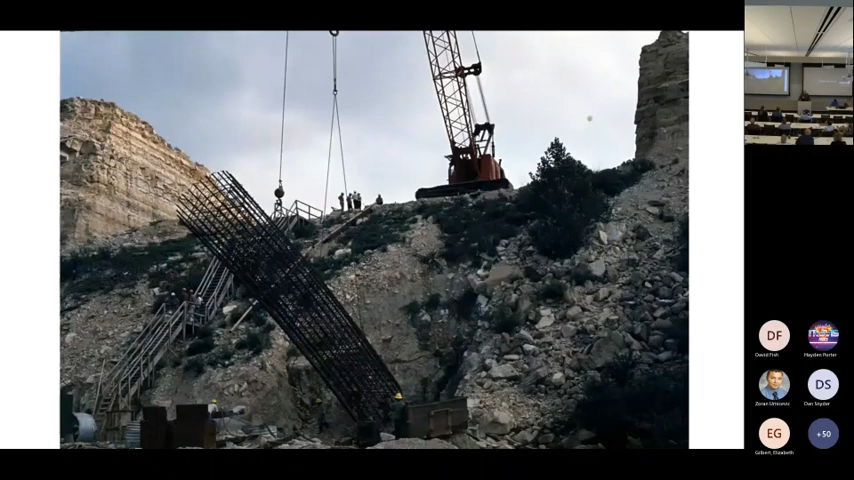 DF
David Fish
Hayden Porter
Zoran
DS
Dan Snyder
EG
Gilbert, Elizabeth
+50